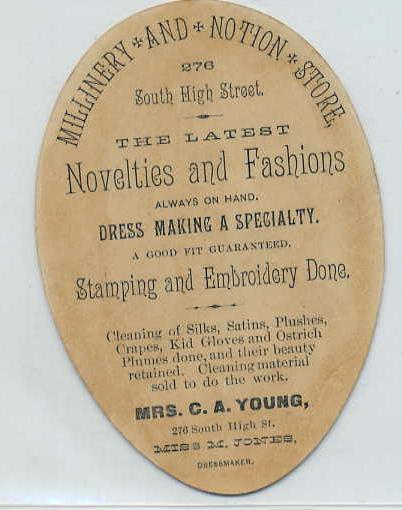 MILLINERY ✠ AND ✠ NOTION ✠ STORE,
276
South High Street.
THE LATEST
Novelties and Fashions
ALWAYS ON HAND.
DRESS MAKING A SPECIALTY.
A GOOD FIT GUARANTEED.
Stamping and Embroidery Done.
Cleaning of Silks, Satins, Plushes,
Crapes, Kid Gloves and Ostrich
Plumes done, and their beauty
retained. Cleaning material
sold to do the work.
MRS. C. A. YOUNG,
276 South High St.
MISS M. JONES,
DRESSMAKER.